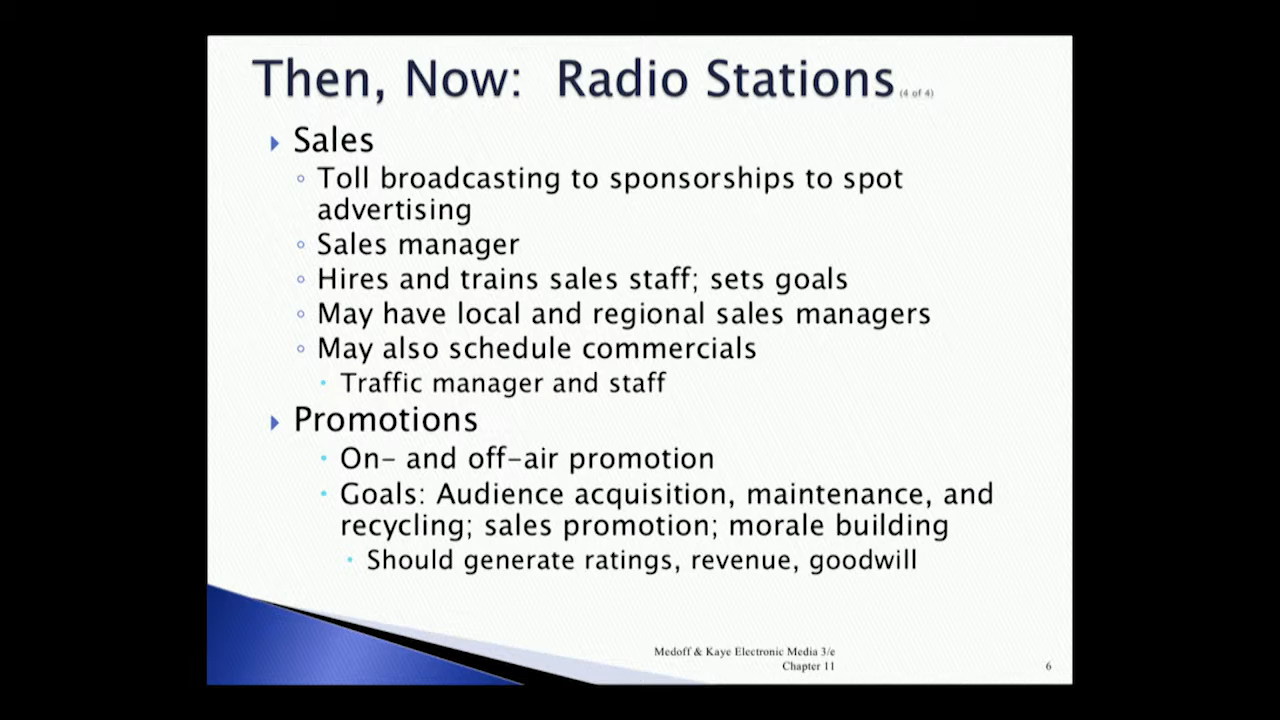 Then, Now: Radio Stations (4 of 4)
Sales
Toll broadcasting to sponsorships to spot
advertising
Sales manager
Hires and trains sales staff; sets goals
May have local and regional sales managers
May also schedule commercials
Traffic manager and staff
Promotions
On- and off-air promotion
Goals: Audience acquisition, maintenance, and
recycling; sales promotion; morale building
Should generate ratings, revenue, goodwill
Medoff & Kaye Electronic Media 3/e
Chapter 11
6